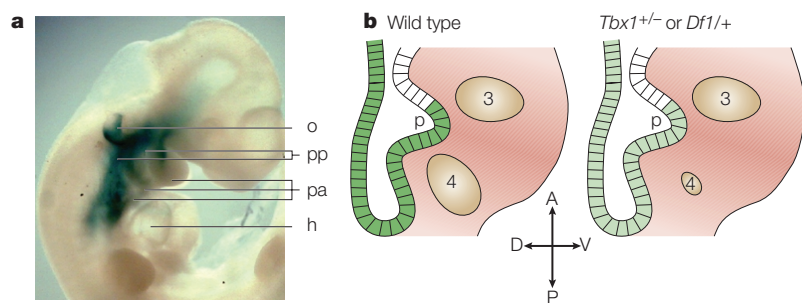 a
o
pp
pa
h
b Wild type
Tbx1+/– or Df1/+
3
p
4
3
p
4
A
D V
P